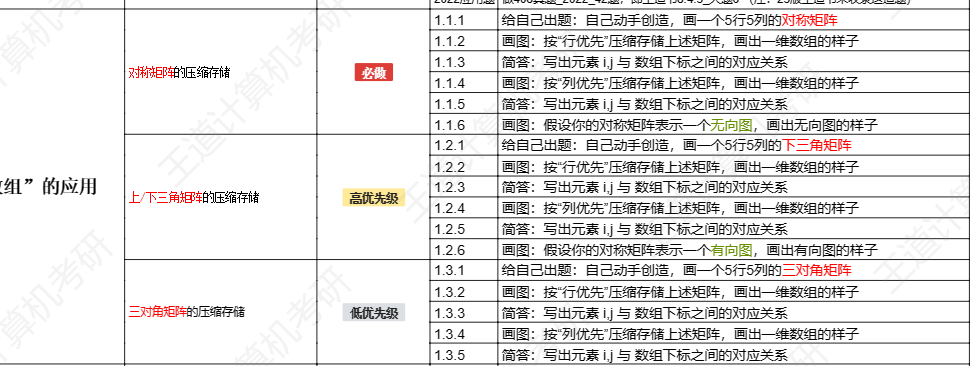 1.1.1 给自己出题：自己动手创造，画一个5行5列的对称矩阵
1.1.2 画图：按“行优先”压缩存储上述矩阵，画出一维数组的样子
对称矩阵的压缩存储 必做 1.1.3 简答：写出元素 i,j 与 数组下标之间的对应关系
1.1.4 画图：按“列优先”压缩存储上述矩阵，画出一维数组的样子
1.1.5 简答：写出元素 i,j 与 数组下标之间的对应关系
1.1.6 画图：假设你的对称矩阵表示一个无向图，画出无向图的样子
1.2.1 给自己出题：自己动手创造，画一个5行5列的下三角矩阵
1.2.2 画图：按“行优先”压缩存储上述矩阵，画出一维数组的样子
组”的应用
1.2.3 简答：写出元素 i,j 与 数组下标之间的对应关系
上/下三角矩阵的压缩存储 高优先级
1.2.4 画图：按“列优先”压缩存储上述矩阵，画出一维数组的样子
1.2.5 简答：写出元素 i,j 与 数组下标之间的对应关系
1.2.6 画图：假设你的对称矩阵表示一个有向图，画出有向图的样子
1.3.1 给自己出题：自己动手创造，画一个5行5列的三对角矩阵
1.3.2 画图：按“行优先”压缩存储上述矩阵，画出一维数组的样子
三对角矩阵的压缩存储 低优先级 1.3.3 简答：写出元素 i,j 与 数组下标之间的对应关系
1.3.4 画图：按“列优先”压缩存储上述矩阵，画出一维数组的样子
1.3.5 简答：写出元素 i,j 与 数组下标之间的对应关系
王道计算机考研